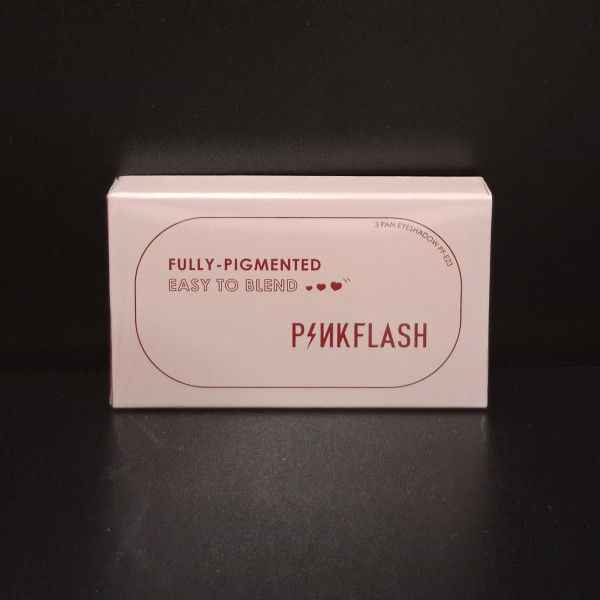 3 PAN EYESHADOW PF-E23
FULLY-PIGMENTED
EASY TO BLEND
PINKFLASH